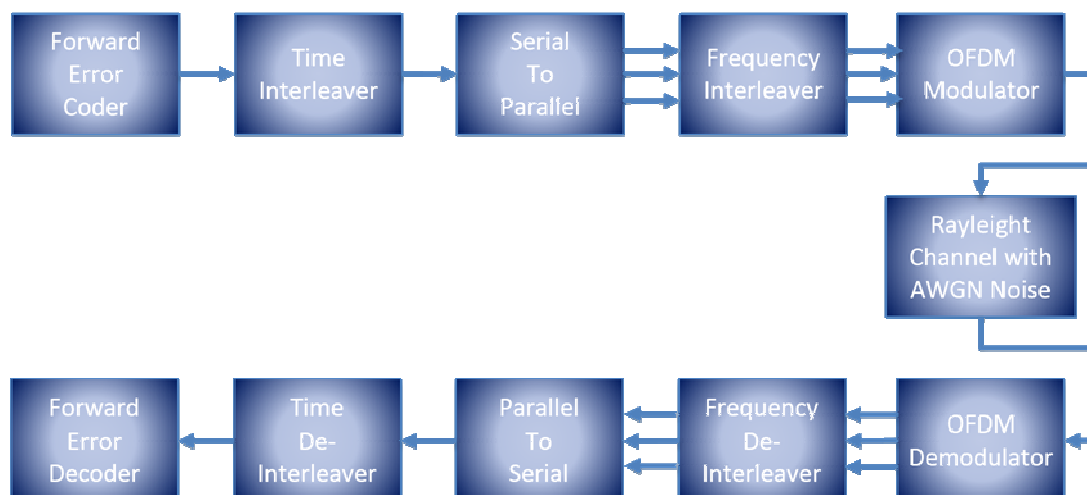 Forward
Error
Coder
Time
Interleaver
Serial
To
Parallel
Frequency
Interleaver
OFDM
Modulator
Rayleight
Channel with
AWGN Noise
Forward
Error
Decoder
Time
De-
Interleaver
Parallel
To
Serial
Frequency
De-
Interleaver
OFDM
Demodulator